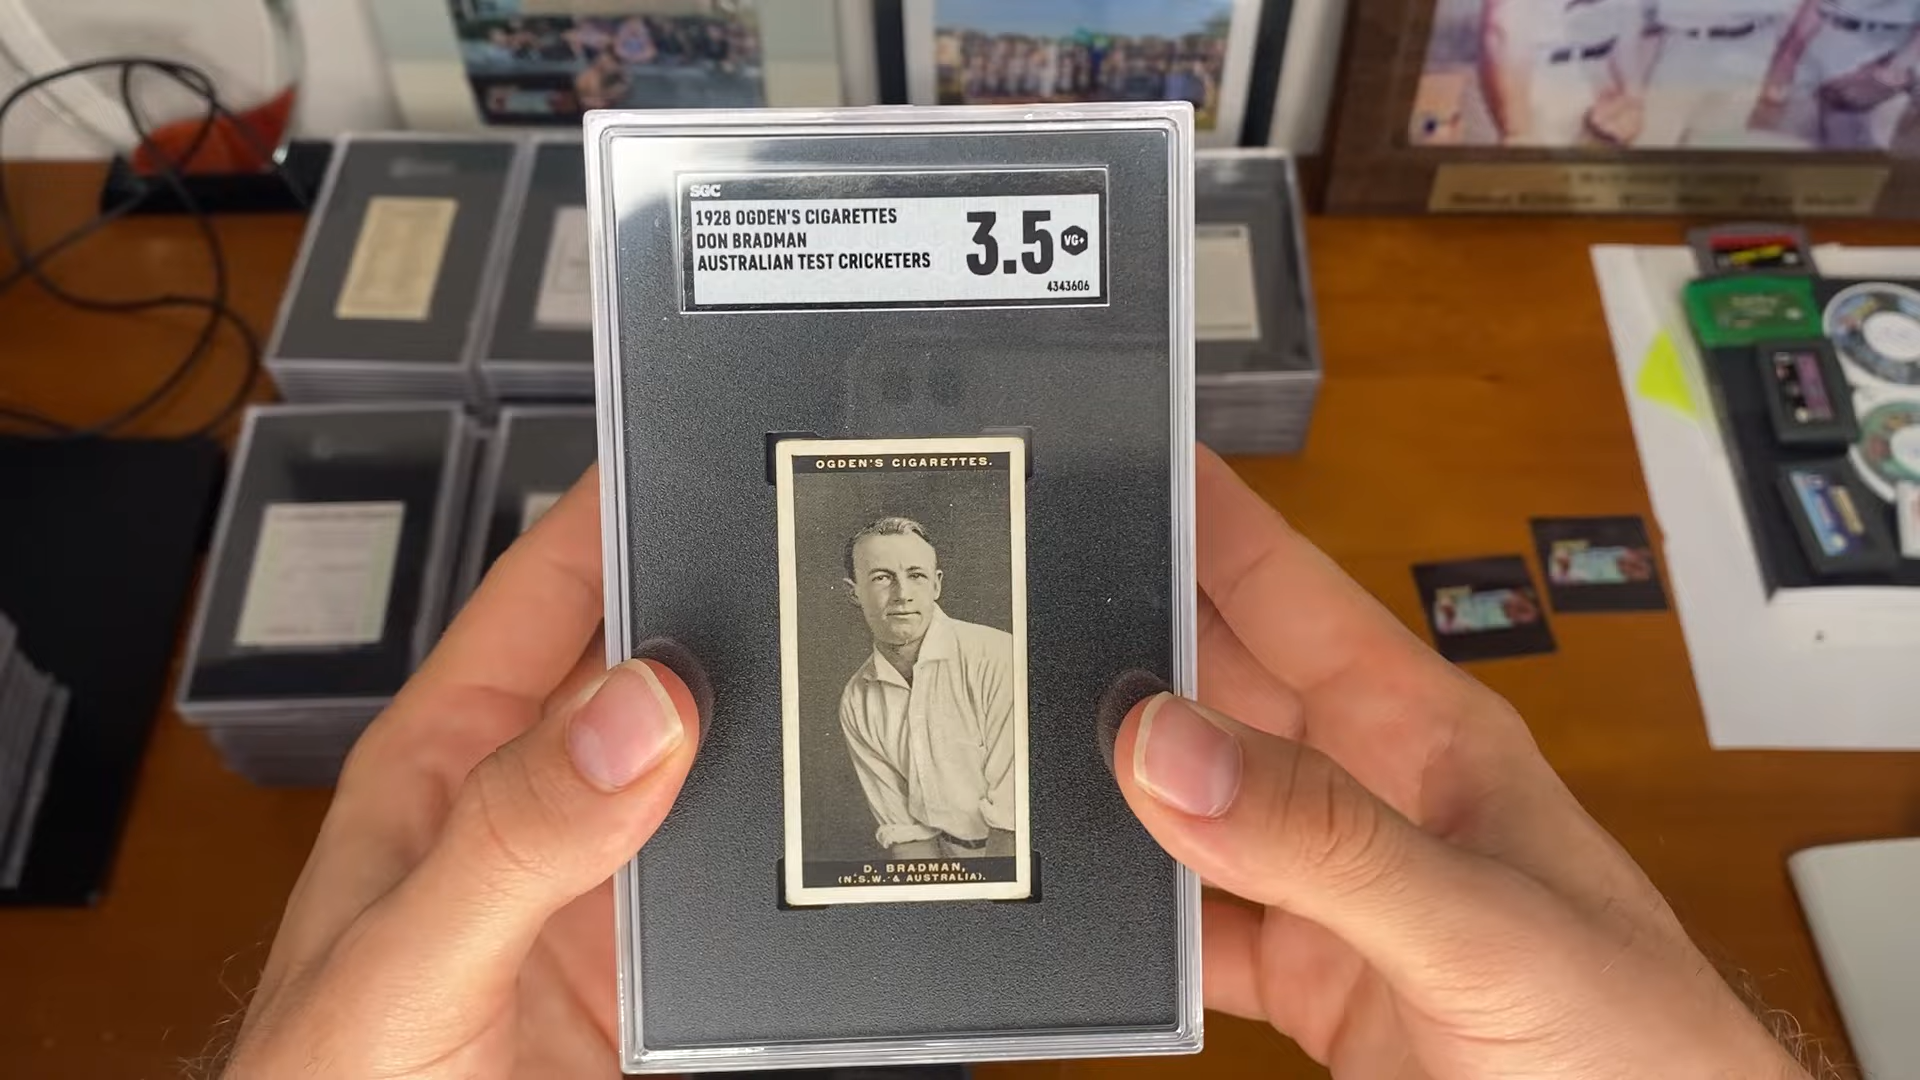 SGC
1928 OGDEN'S CIGARETTES
DON BRADMAN
AUSTRALIAN TEST CRICKETERS
3.5 VG+
4343606
OGDEN'S CIGARETTES.
D. BRADMAN,
(N.S.W. & AUSTRALIA).